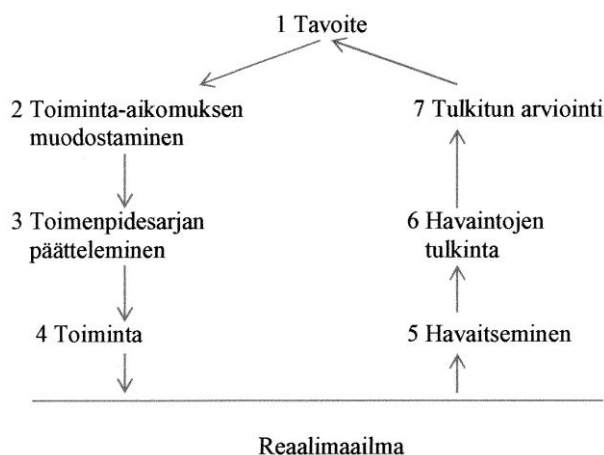 1 Tavoite
2 Toiminta-aikomuksen
muodostaminen
7 Tulkitun arviointi
3 Toimenpidesarjan
päätteleminen
6 Havaintojen
tulkinta
4 Toiminta
5 Havaitseminen
Reaalimaailma